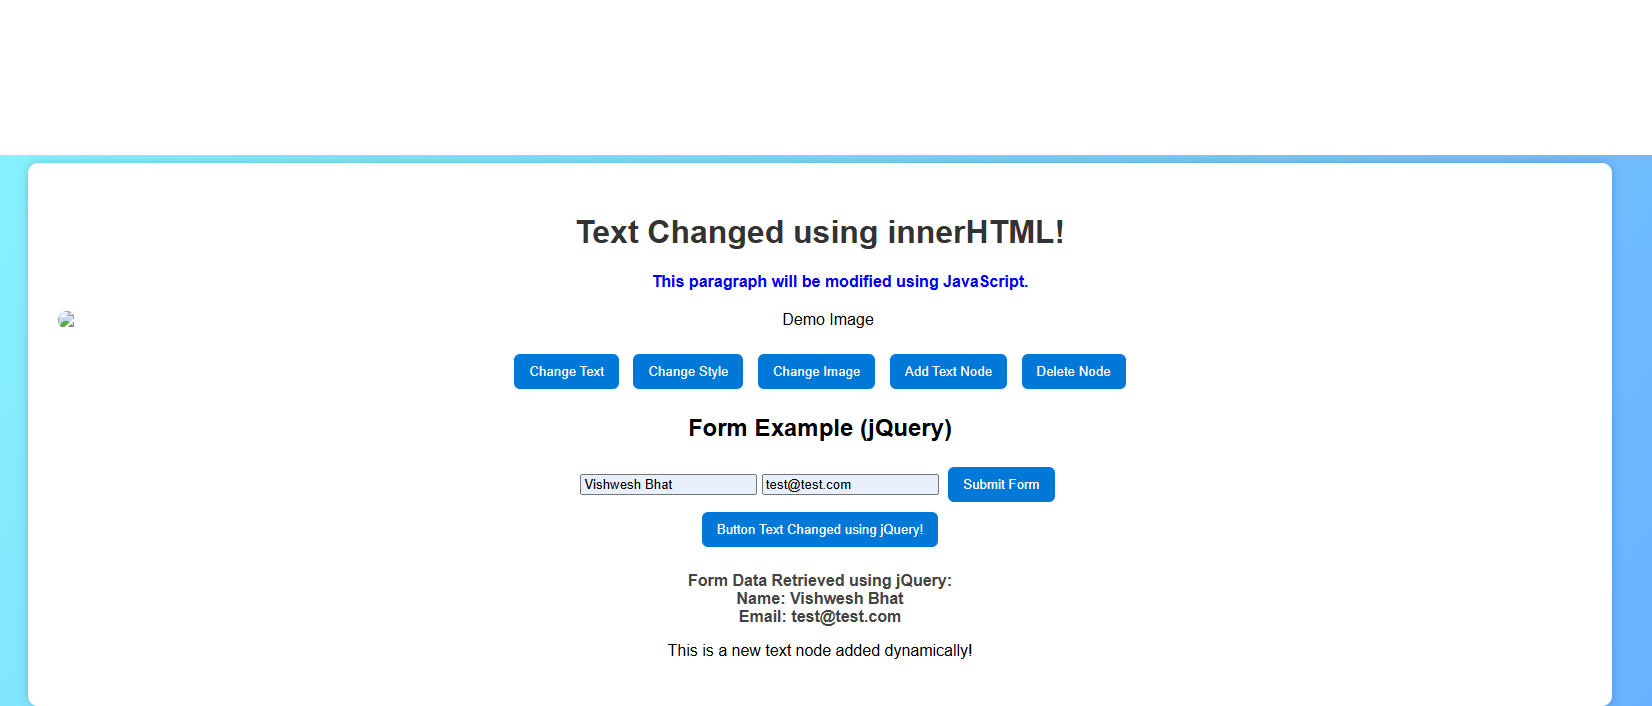 Text Changed using innerHTML!
This paragraph will be modified using JavaScript.
Demo Image
Change Text Change Style Change Image Add Text Node Delete Node
Form Example (jQuery)
Vishwesh Bhat test@test.com Submit Form
Button Text Changed using jQuery!
Form Data Retrieved using jQuery:
Name: Vishwesh Bhat
Email: test@test.com
This is a new text node added dynamically!